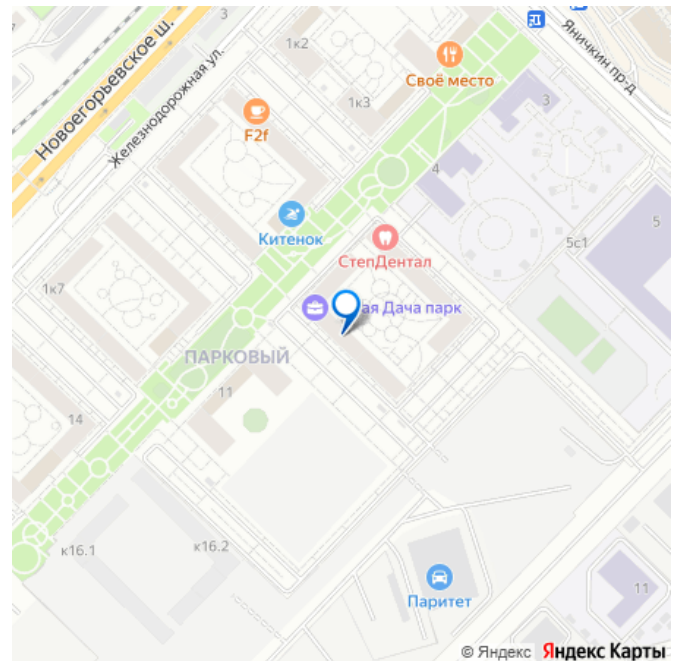 3
1к2
Яничкин пр-д
Новоегорьевское ш.
Железнодорожная ул.
Своё место
1к3
3
F2f
4
5
Китенок
5с1
СтепДентал
1к7
ая Дача парк
ПАРКОВЫЙ
11
14
к16.1
к16.2
11
Паритет
© Яндекс Яндекс Карты